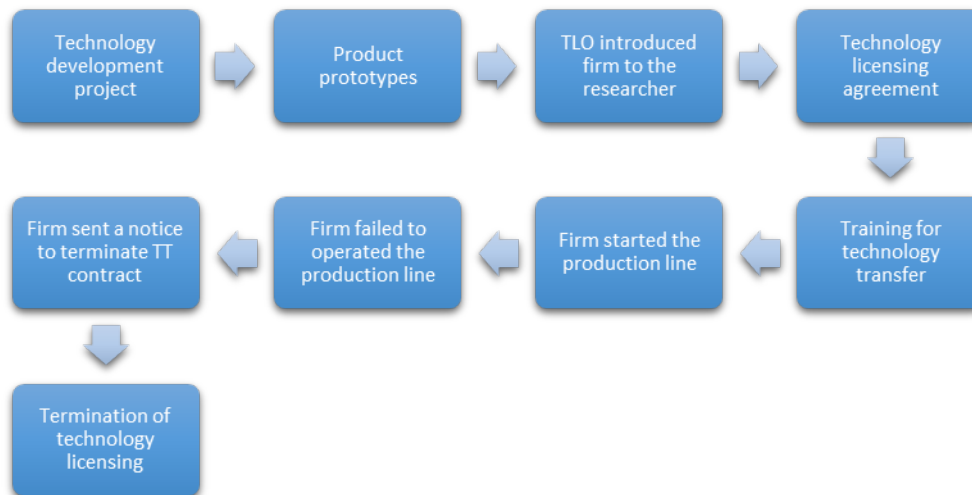 Technology
development
project
Product
prototypes
TLO introduced
firm to the
researcher
Technology
licensing
agreement
Training for
technology
transfer
Firm started the
production line
Firm failed to
operated the
production line
Firm sent a notice
to terminate TT
contract
Termination of
technology
licensing